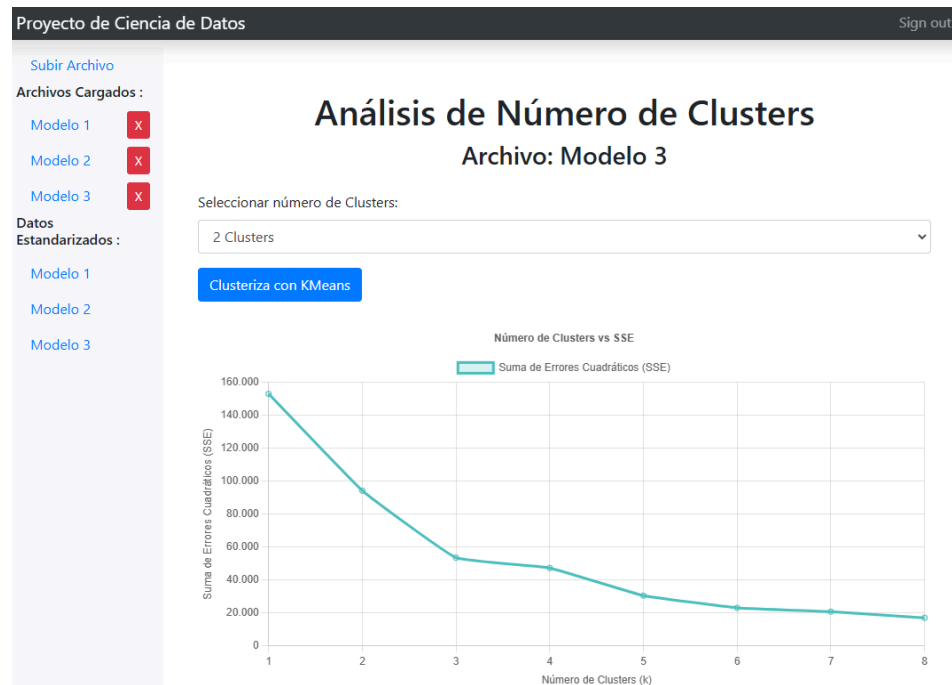 Proyecto de Ciencia de Datos
Sign out
Subir Archivo
Archivos Cargados :
Modelo 1
X
Modelo 2
X
Modelo 3
X
Datos
Estandarizados :
Modelo 1
Modelo 2
Modelo 3
Análisis de Número de Clusters
Archivo: Modelo 3
Seleccionar número de Clusters:
2 Clusters
Clusteriza con KMeans
Número de Clusters vs SSE
Suma de Errores Cuadráticos (SSE)
Suma de Errores Cuadráticos (SSE)
160.000
140.000
120.000
100.000
80.000
60.000
40.000
20.000
0
1 2 3 4 5 6 7 8
Número de Clusters (k)